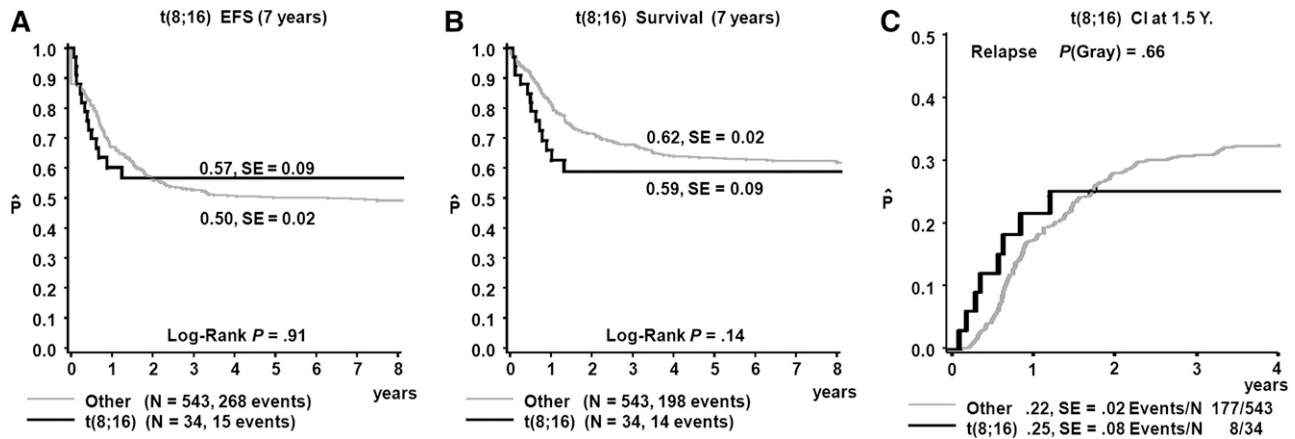 A
t(8;16) EFS (7 years)
1.0
0.9
0.8
0.7
0.6
0.5
0.4
0.3
0.2
0.1
0.0
P̂
0.57, SE = 0.09
0.50, SE = 0.02
Log-Rank P = .91
0 1 2 3 4 5 6 7 8
years
Other (N = 543, 268 events)
t(8;16) (N = 34, 15 events)
B
t(8;16) Survival (7 years)
1.0
0.9
0.8
0.7
0.6
0.5
0.4
0.3
0.2
0.1
0.0
P̂
0.62, SE = 0.02
0.59, SE = 0.09
Log-Rank P = .14
0 1 2 3 4 5 6 7 8
years
Other (N = 543, 198 events)
t(8;16) (N = 34, 14 events)
C
t(8;16) CI at 1.5 Y.
Relapse P(Gray) = .66
0.5
0.4
0.3
0.2
0.1
0.0
P̂
0 1 2 3 4
years
Other .22, SE = .02 Events/N 177/543
t(8;16) .25, SE = .08 Events/N 8/34